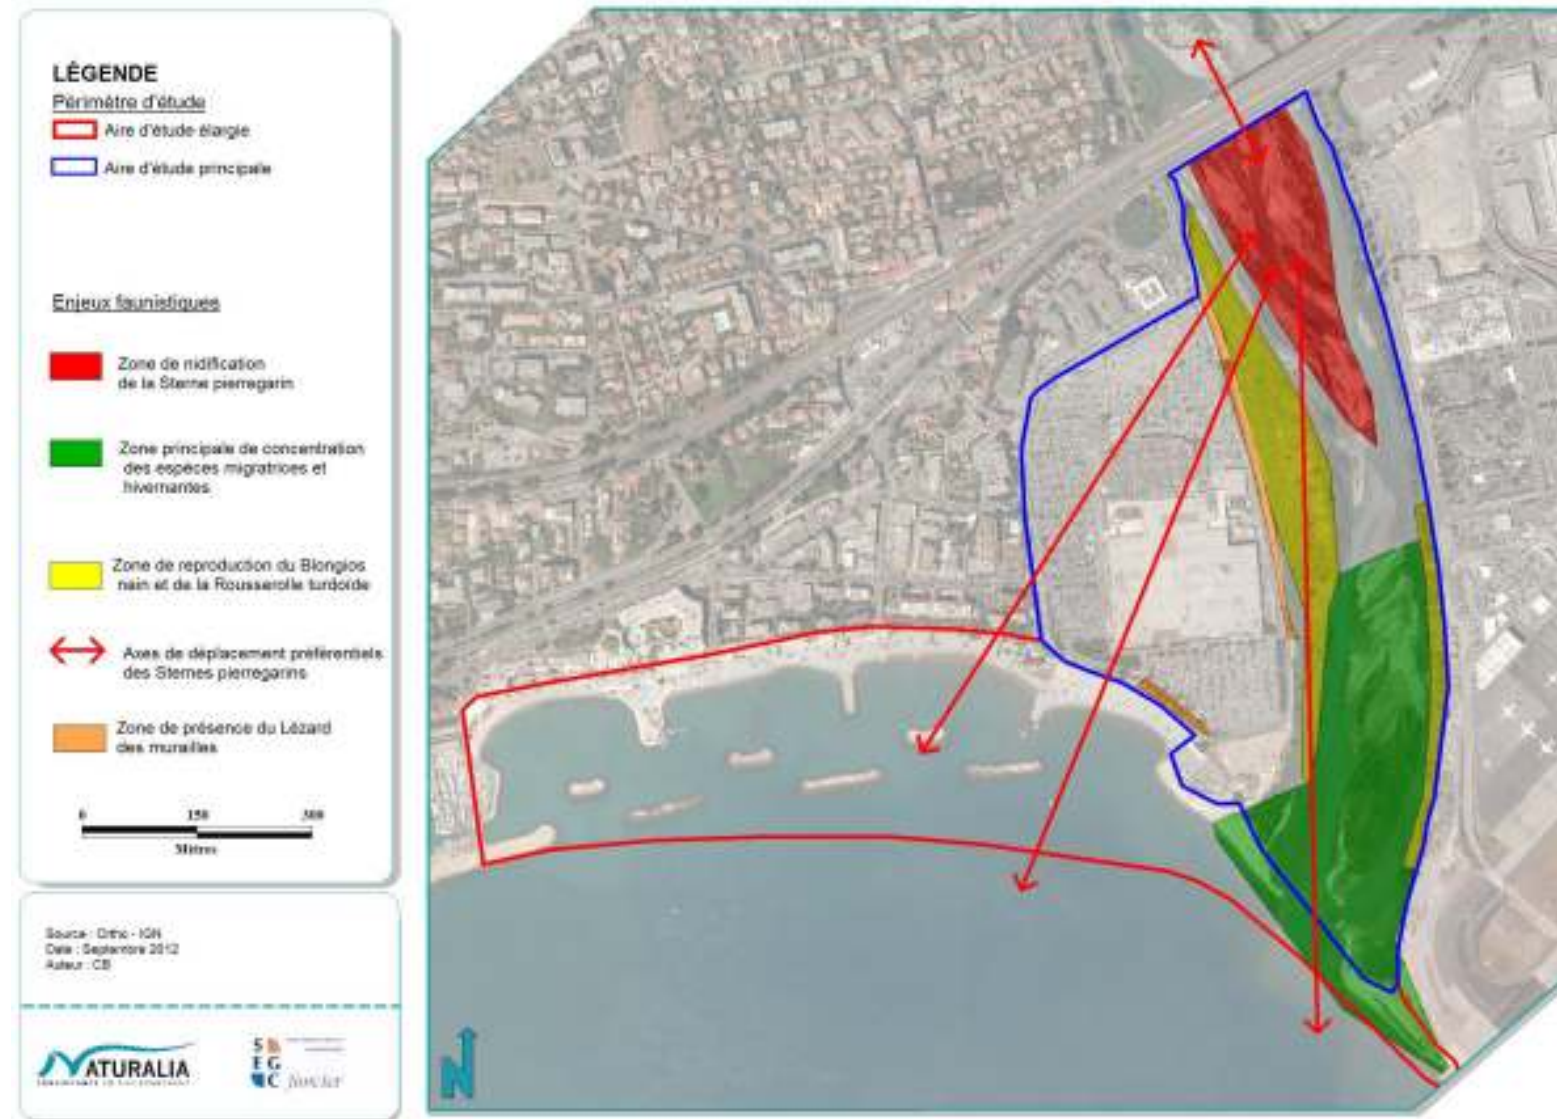 LÉGENDE
Périmètre d'étude
Aire d'étude élargie
Aire d'étude principale
Enjeux faunistiques
Zone de nidification
de la Sterne pierregarin
Zone principale de concentration
des espèces migratrices et
hivernantes
Zone de reproduction du Blongios
nain et de la Rousserolle turdoïde
Axes de déplacement préférentiels
des Sternes pierregarins
Zone de présence du Lézard
des murailles
0 150 300
Mètres
Source : Ortho - IGN
Date : Septembre 2012
Auteur : CB
NATURALIA
SEGC
foncier
N